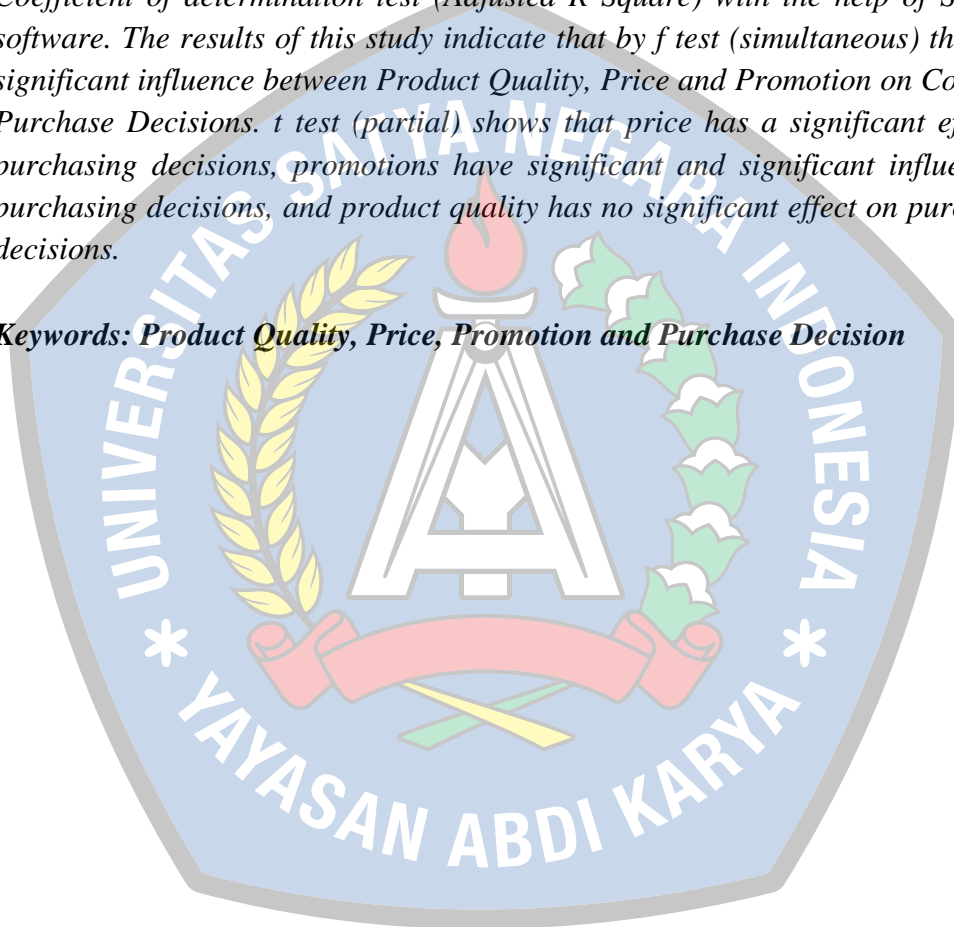 Coefficient of determination test (Adjusted R Square) with the help of S
software. The results of this study indicate that by f test (simultaneous) th
significant influence between Product Quality, Price and Promotion on Co
Purchase Decisions. t test (partial) shows that price has a significant ef
purchasing decisions, promotions have significant and significant influe
purchasing decisions, and product quality has no significant effect on pur
decisions.
Keywords: Product Quality, Price, Promotion and Purchase Decision
UNIVERSITAS SATYA NEGARA INDONESIA
* YAYASAN ABDI KARYA *